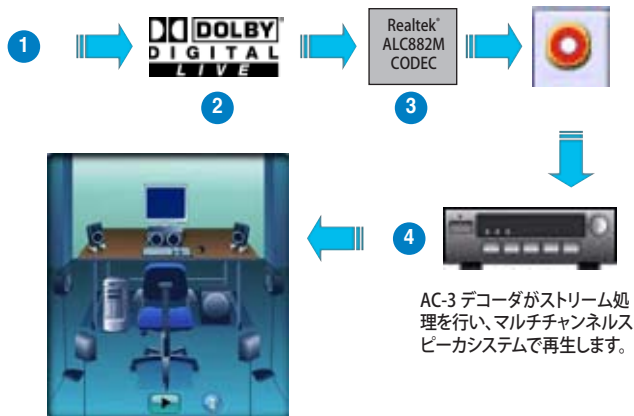 1
DOLBY
DIGITAL
LIVE
Realtek®
ALC882M
CODEC
2
3
4
AC-3 デコーダがストリーム処
理を行い、マルチチャンネルス
ピーカシステムで再生します。